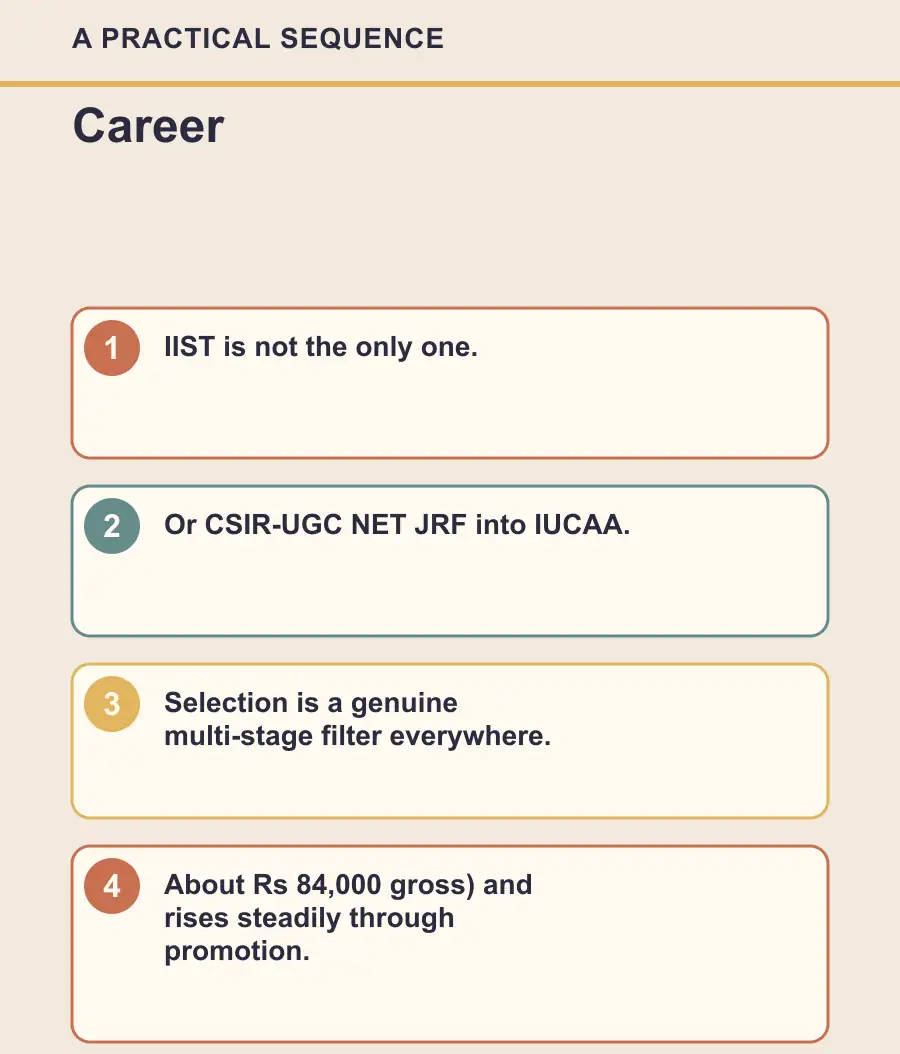 A PRACTICAL SEQUENCE
Career
1
IIST is not the only one.
2
Or CSIR-UGC NET JRF into IUCAA.
3
Selection is a genuine
multi-stage filter everywhere.
4
About Rs 84,000 gross) and
rises steadily through
promotion.